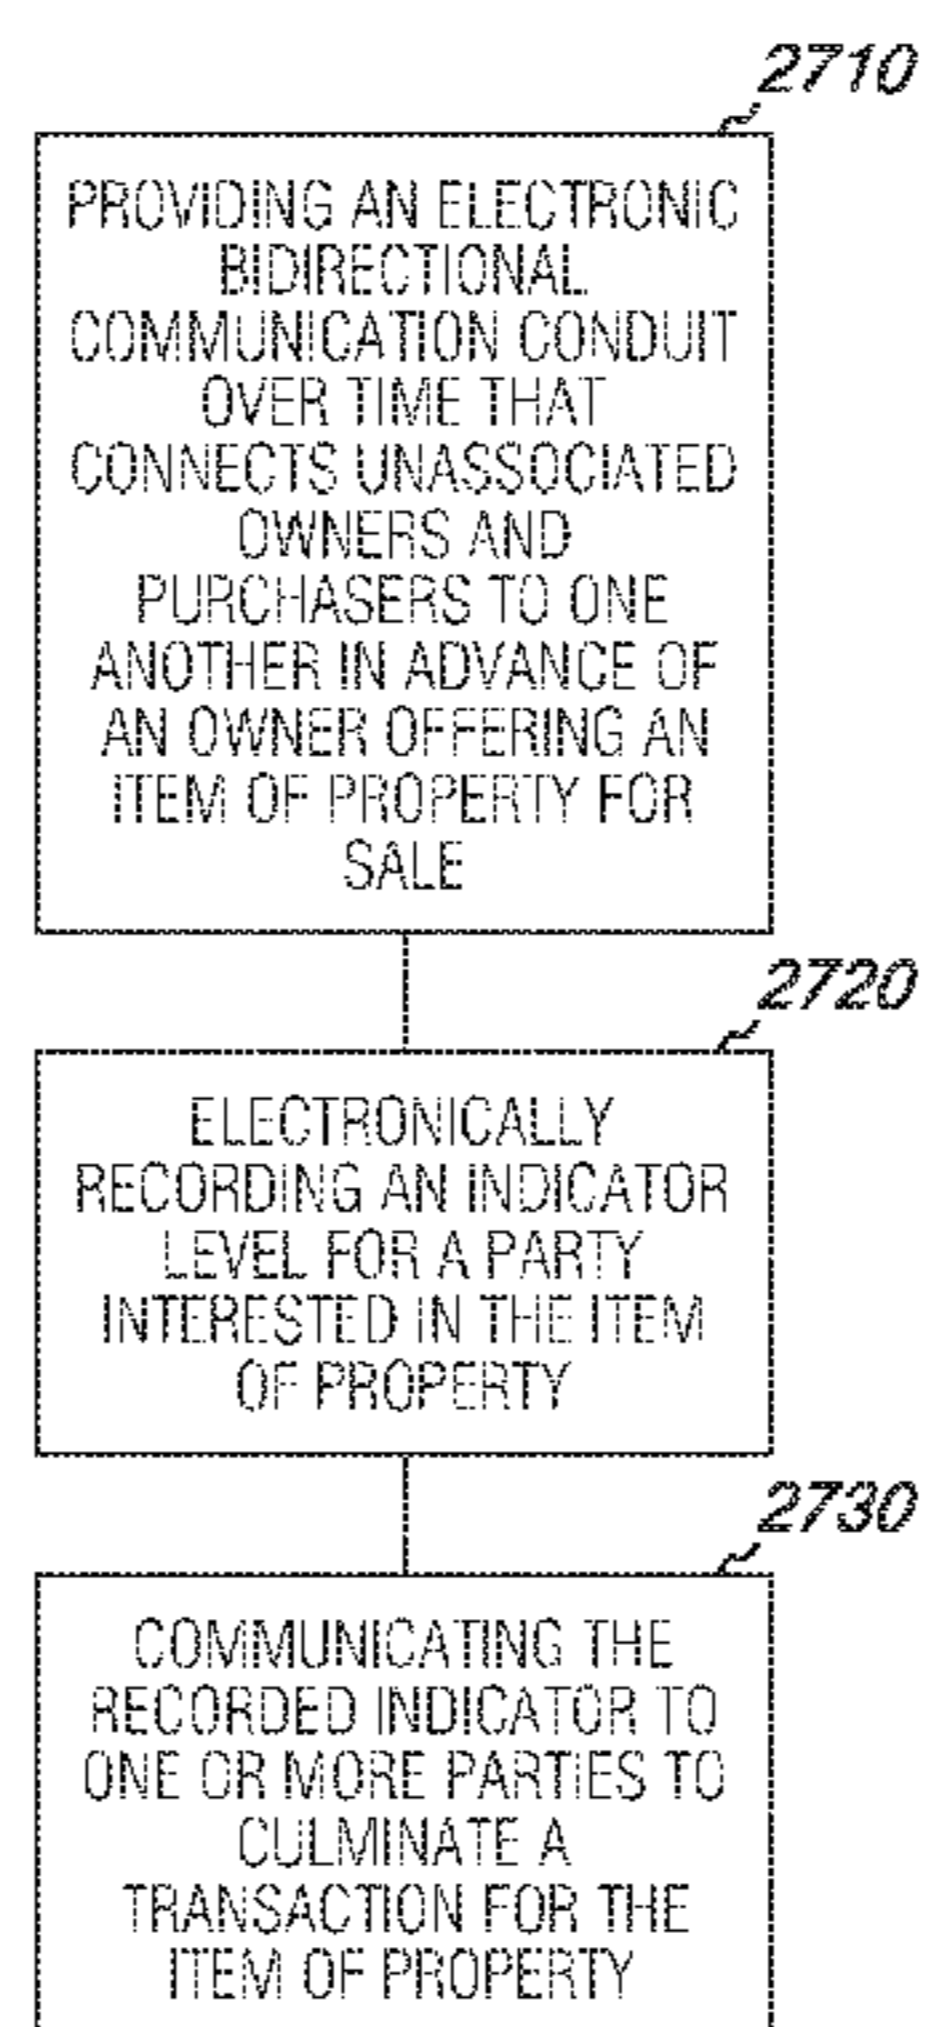 2710
PROVIDING AN ELECTRONIC
BIDIRECTIONAL
COMMUNICATION CONDUIT
OVER TIME THAT
CONNECTS UNASSOCIATED
OWNERS AND
PURCHASERS TO ONE
ANOTHER IN ADVANCE OF
AN OWNER OFFERING AN
ITEM OF PROPERTY FOR
SALE
2720
ELECTRONICALLY
RECORDING AN INDICATOR
LEVEL FOR A PARTY
INTERESTED IN THE ITEM
OF PROPERTY
2730
COMMUNICATING THE
RECORDED INDICATOR TO
ONE OR MORE PARTIES TO
CULMINATE A
TRANSACTION FOR THE
ITEM OF PROPERTY